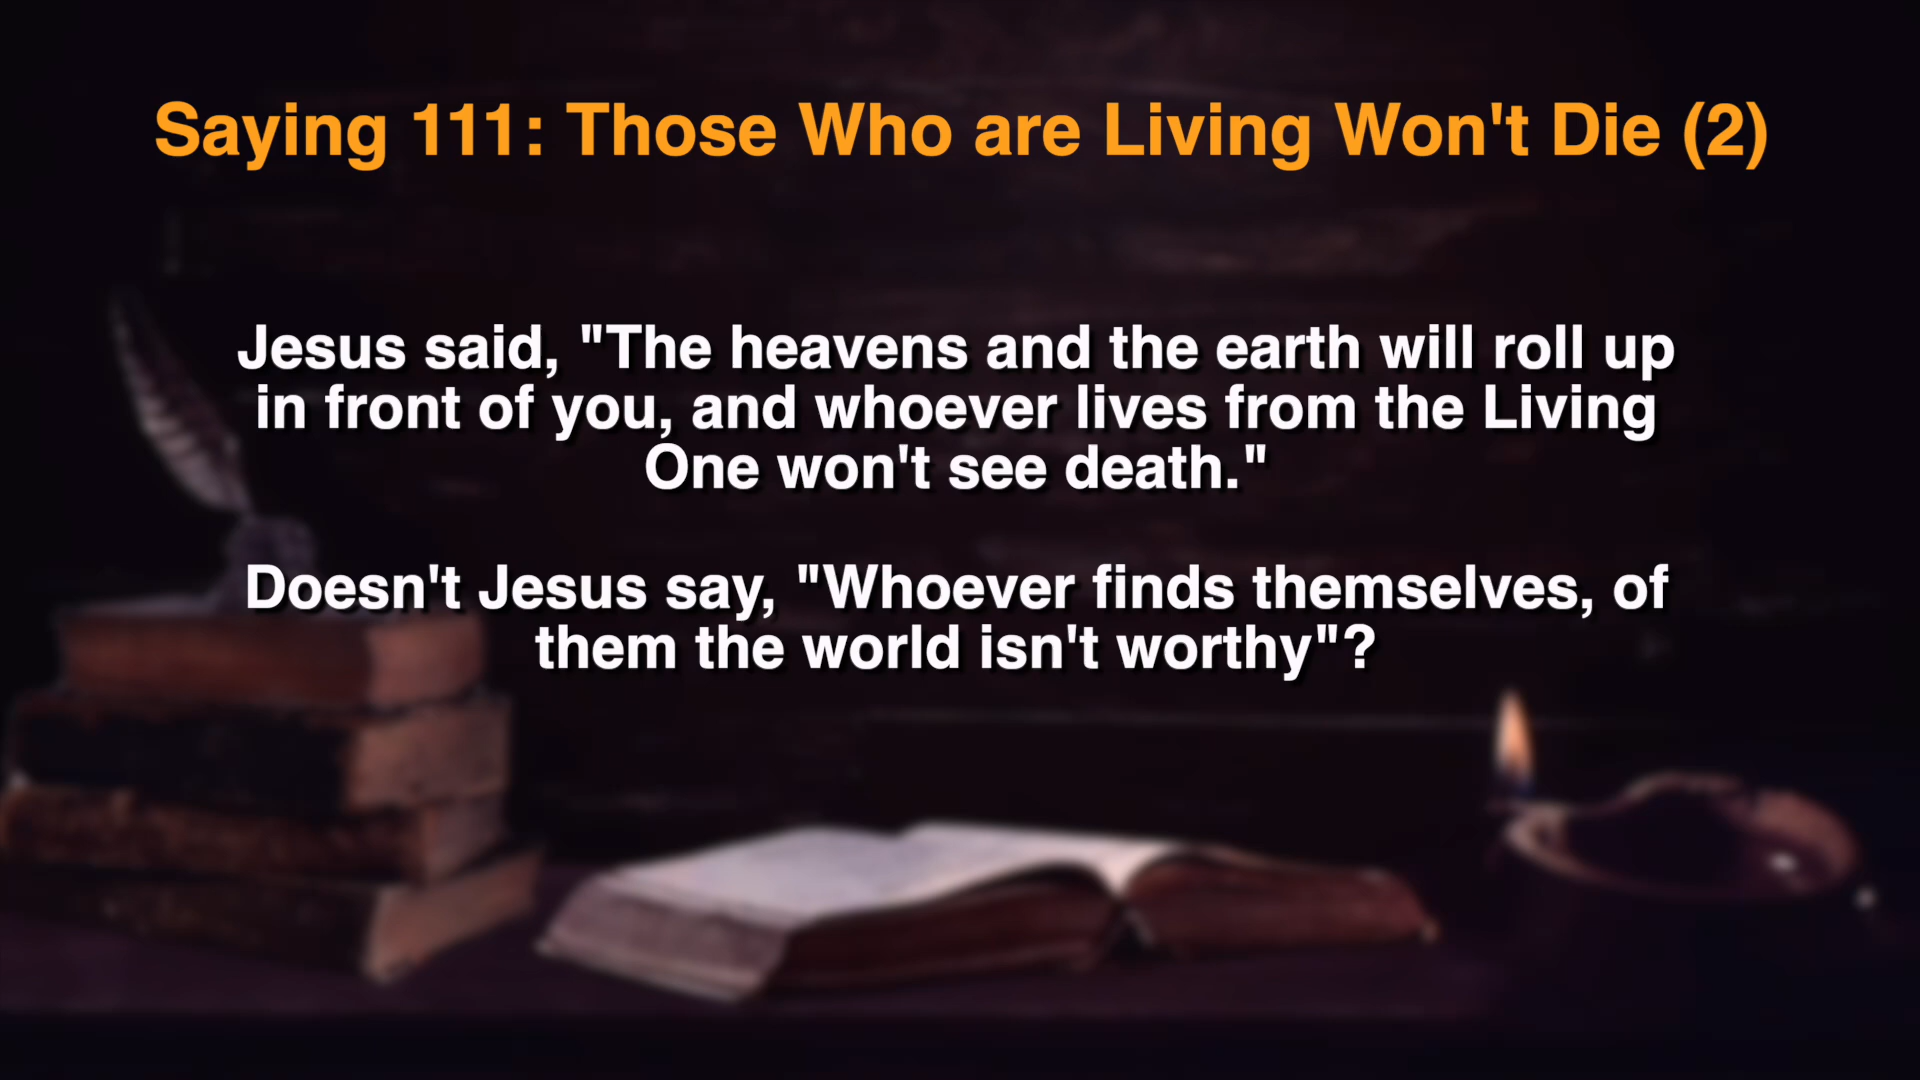 Saying 111: Those Who are Living Won't Die (2)
Jesus said, "The heavens and the earth will roll up
in front of you, and whoever lives from the Living
One won't see death."
Doesn't Jesus say, "Whoever finds themselves, of
them the world isn't worthy"?